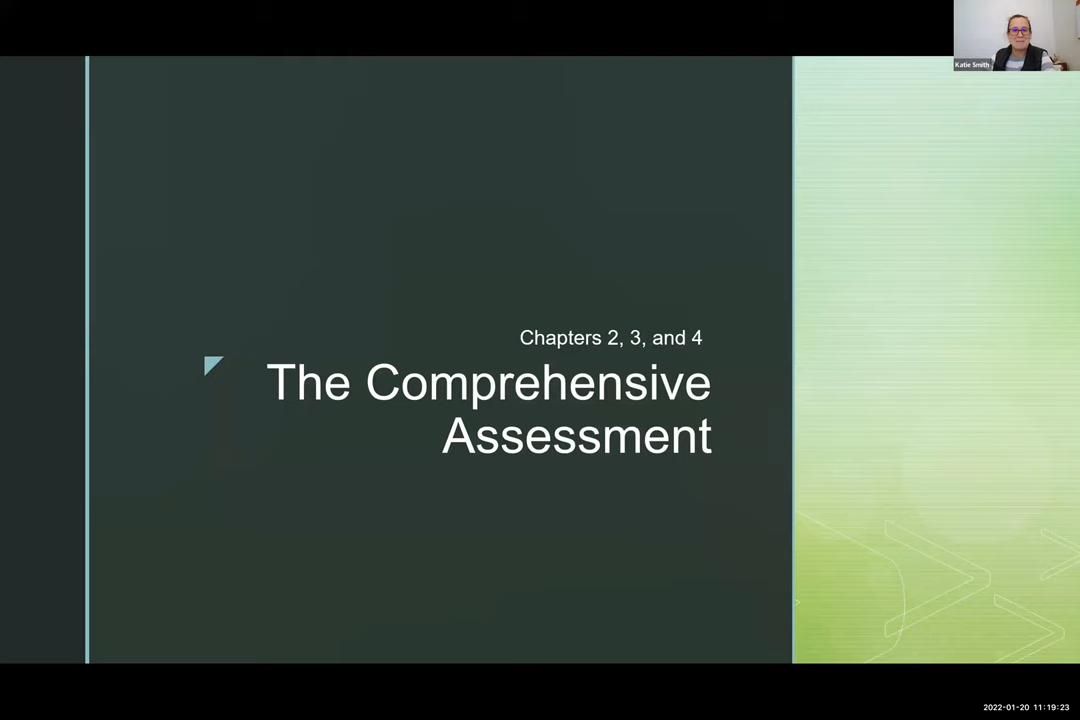 Katie Smith
Chapters 2, 3, and 4
The Comprehensive
Assessment
2022-01-20 11:19:23